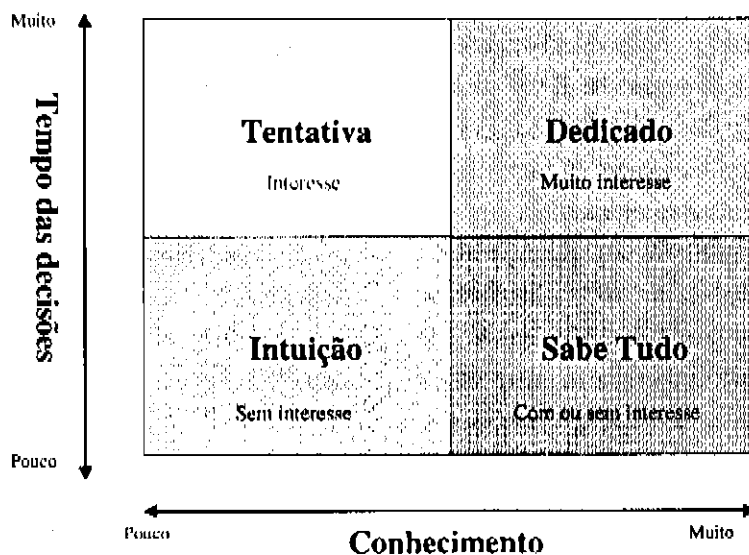 Muito
Tempo das decisões
Tentativa
Interesse
Dedicado
Muito interesse
Intuição
Sem interesse
Sabe Tudo
Com ou sem interesse
Pouco
Pouco
Conhecimento
Muito